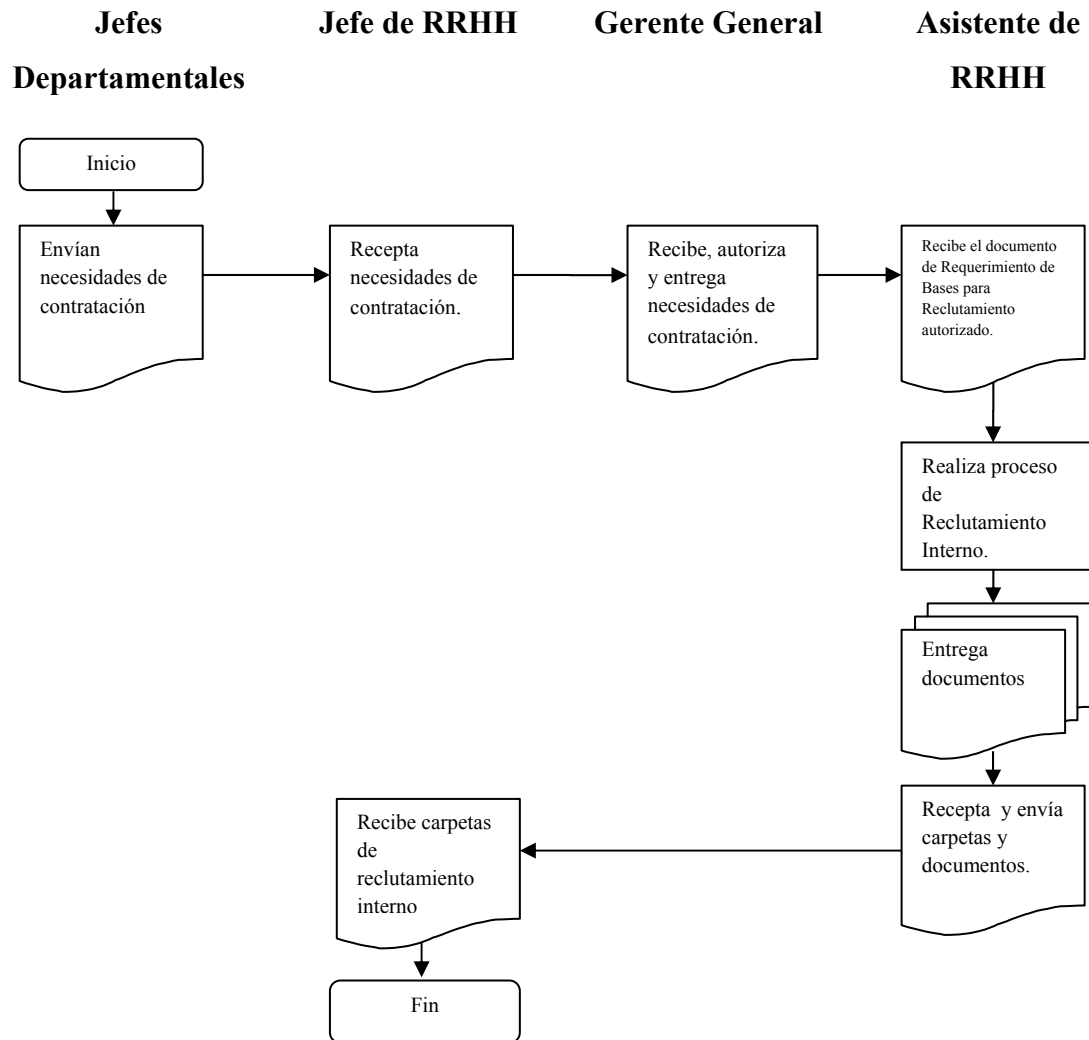 Jefes
Departamentales
Jefe de RRHH
Gerente General
Asistente de
RRHH
Inicio
Envían
necesidades de
contratación
Recepta
necesidades de
contratación.
Recibe, autoriza
y entrega
necesidades de
contratación.
Recibe el documento
de Requerimiento de
Bases para
Reclutamiento
autorizado.
Realiza proceso
de
Reclutamiento
Interno.
Entrega
documentos
Recepta y envía
carpetas y
documentos.
Recibe carpetas
de
reclutamiento
interno
Fin